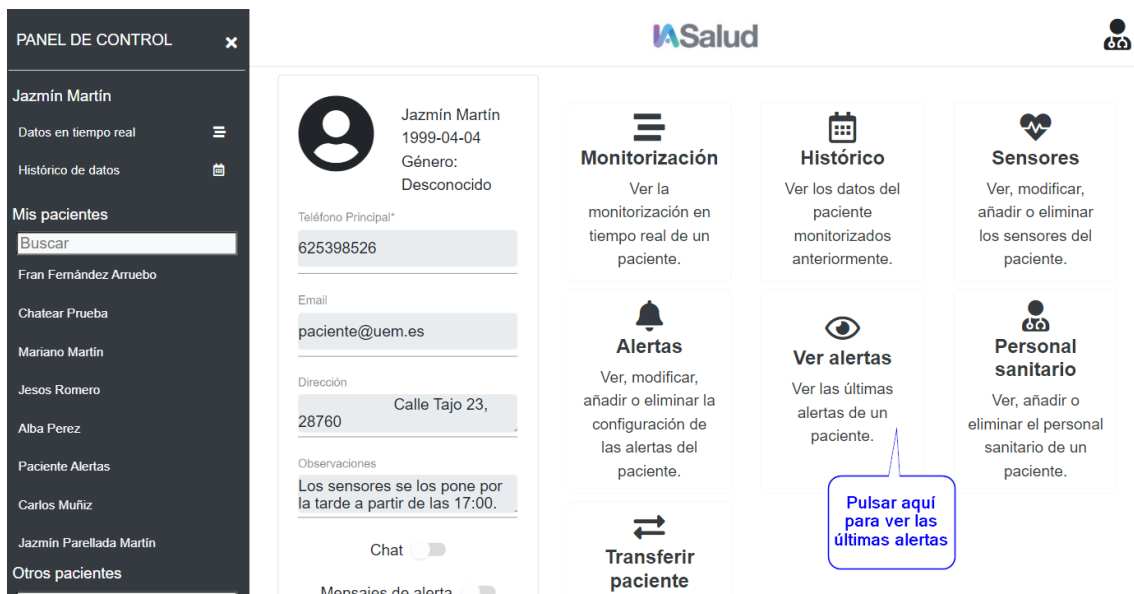 PANEL DE CONTROL ×
Jazmín Martín
Datos en tiempo real
Histórico de datos
Mis pacientes
Buscar
Fran Fernández Arruebo
Chatear Prueba
Mariano Martín
Jesos Romero
Alba Perez
Paciente Alertas
Carlos Muñiz
Jazmín Parellada Martín
Otros pacientes
IASalud
Jazmín Martín
1999-04-04
Género:
Desconocido
Teléfono Principal*
625398526
Email
paciente@uem.es
Dirección
Calle Tajo 23,
28760
Observaciones
Los sensores se los pone por
la tarde a partir de las 17:00.
Chat
Mensajes de alerta
Monitorización
Ver la
monitorización en
tiempo real de un
paciente.
Histórico
Ver los datos del
paciente
monitorizados
anteriormente.
Sensores
Ver, modificar,
añadir o eliminar
los sensores del
paciente.
Alertas
Ver, modificar,
añadir o eliminar la
configuración de
las alertas del
paciente.
Ver alertas
Ver las últimas
alertas de un
paciente.
Personal
sanitario
Ver, añadir o
eliminar el personal
sanitario de un
paciente.
Pulsar aquí
para ver las
últimas alertas
Transferir
paciente